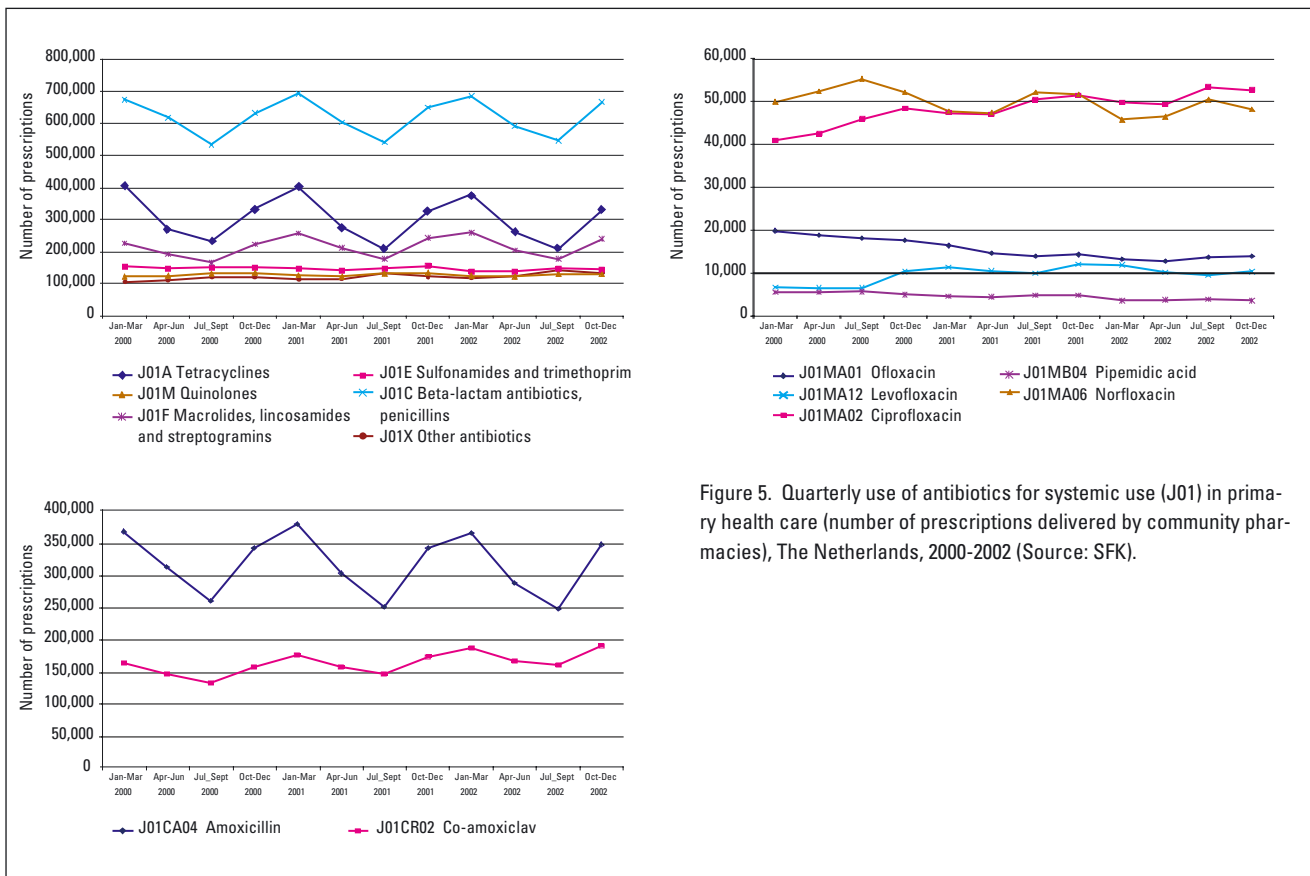 800,000
700,000
600,000
500,000
400,000
300,000
200,000
100,000
0
Number of prescriptions
Jan-Mar Apr-Jun Jul_Sept Oct-Dec Jan-Mar Apr-Jun Jul_Sept Oct-Dec Jan-Mar Apr-Jun Jul_Sept Oct-Dec
2000 2000 2000 2000 2001 2001 2001 2001 2002 2002 2002 2002
J01A Tetracyclines J01E Sulfonamides and trimethoprim
J01M Quinolones J01C Beta-lactam antibiotics,
J01F Macrolides, lincosamides penicillins
and streptogramins J01X Other antibiotics
60,000
50,000
40,000
30,000
20,000
10,000
0
Number of prescriptions
Jan-Mar Apr-Jun Jul_Sept Oct-Dec Jan-Mar Apr-Jun Jul_Sept Oct-Dec Jan-Mar Apr-Jun Jul_Sept Oct-Dec
2000 2000 2000 2000 2001 2001 2001 2001 2002 2002 2002 2002
J01MA01 Ofloxacin J01MB04 Pipemidic acid
J01MA12 Levofloxacin J01MA06 Norfloxacin
J01MA02 Ciprofloxacin
400,000
350,000
300,000
250,000
200,000
150,000
100,000
50,000
0
Number of prescriptions
Jan-Mar Apr-Jun Jul_Sept Oct-Dec Jan-Mar Apr-Jun Jul_Sept Oct-Dec Jan-Mar Apr-Jun Jul_Sept Oct-Dec
2000 2000 2000 2000 2001 2001 2001 2001 2002 2002 2002 2002
J01CA04 Amoxicillin J01CR02 Co-amoxiclav
Figure 5. Quarterly use of antibiotics for systemic use (J01) in prima-
ry health care (number of prescriptions delivered by community phar-
macies), The Netherlands, 2000-2002 (Source: SFK).